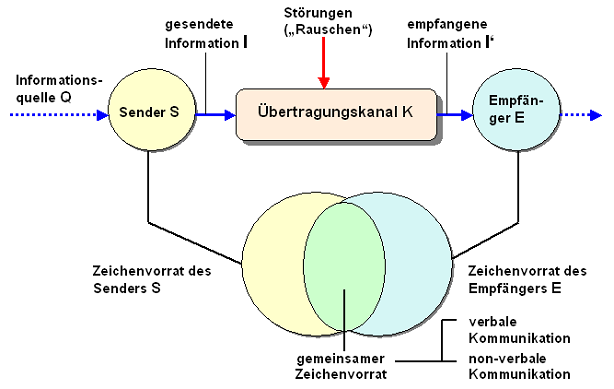 gesendete
Information I
Störungen
(„Rauschen“)
empfangene
Information I‘
Informations-
quelle Q
Sender S
Übertragungskanal K
Empfän-
ger E
Zeichenvorrat des
Senders S
Zeichenvorrat des
Empfängers E
gemeinsamer
Zeichenvorrat
verbale
Kommunikation
non-verbale
Kommunikation